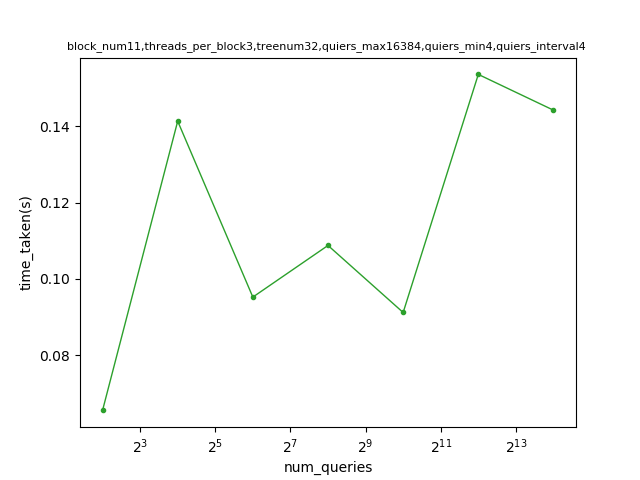 block_num11,threads_per_block3,treenum32,quiers_max16384,quiers_min4,quiers_interval4
time_taken(s)
0.14
0.12
0.10
0.08
2^3 2^5 2^7 2^9 2^11 2^13
num_queries